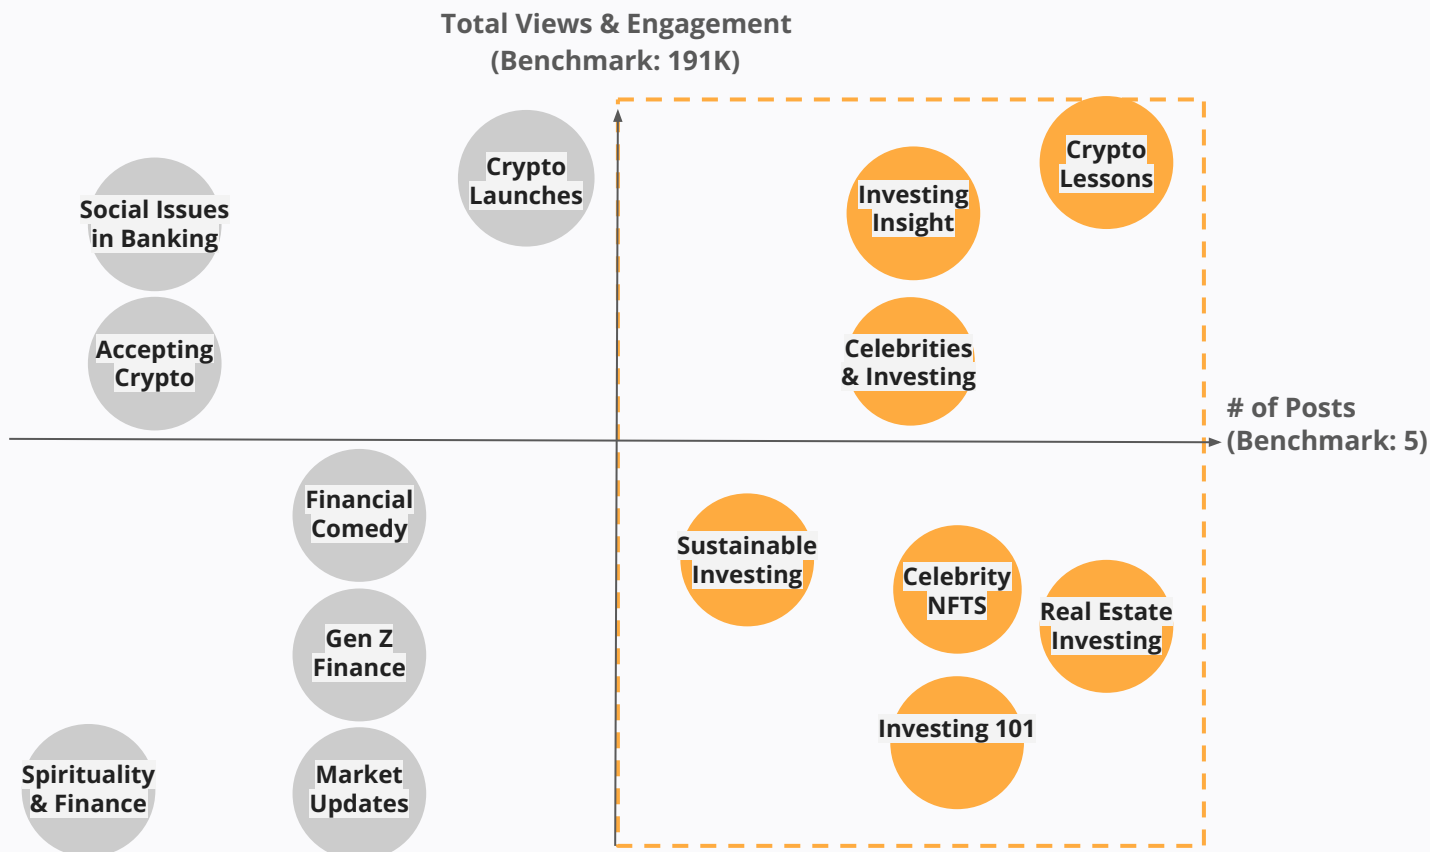 Total Views & Engagement
(Benchmark: 191K)
Crypto
Launches
Crypto
Lessons
Investing
Insight
Social Issues
in Banking
Accepting
Crypto
Celebrities
& Investing
# of Posts
(Benchmark: 5)
Financial
Comedy
Sustainable
Investing
Celebrity
NFTS
Real Estate
Investing
Gen Z
Finance
Investing 101
Spirituality
& Finance
Market
Updates